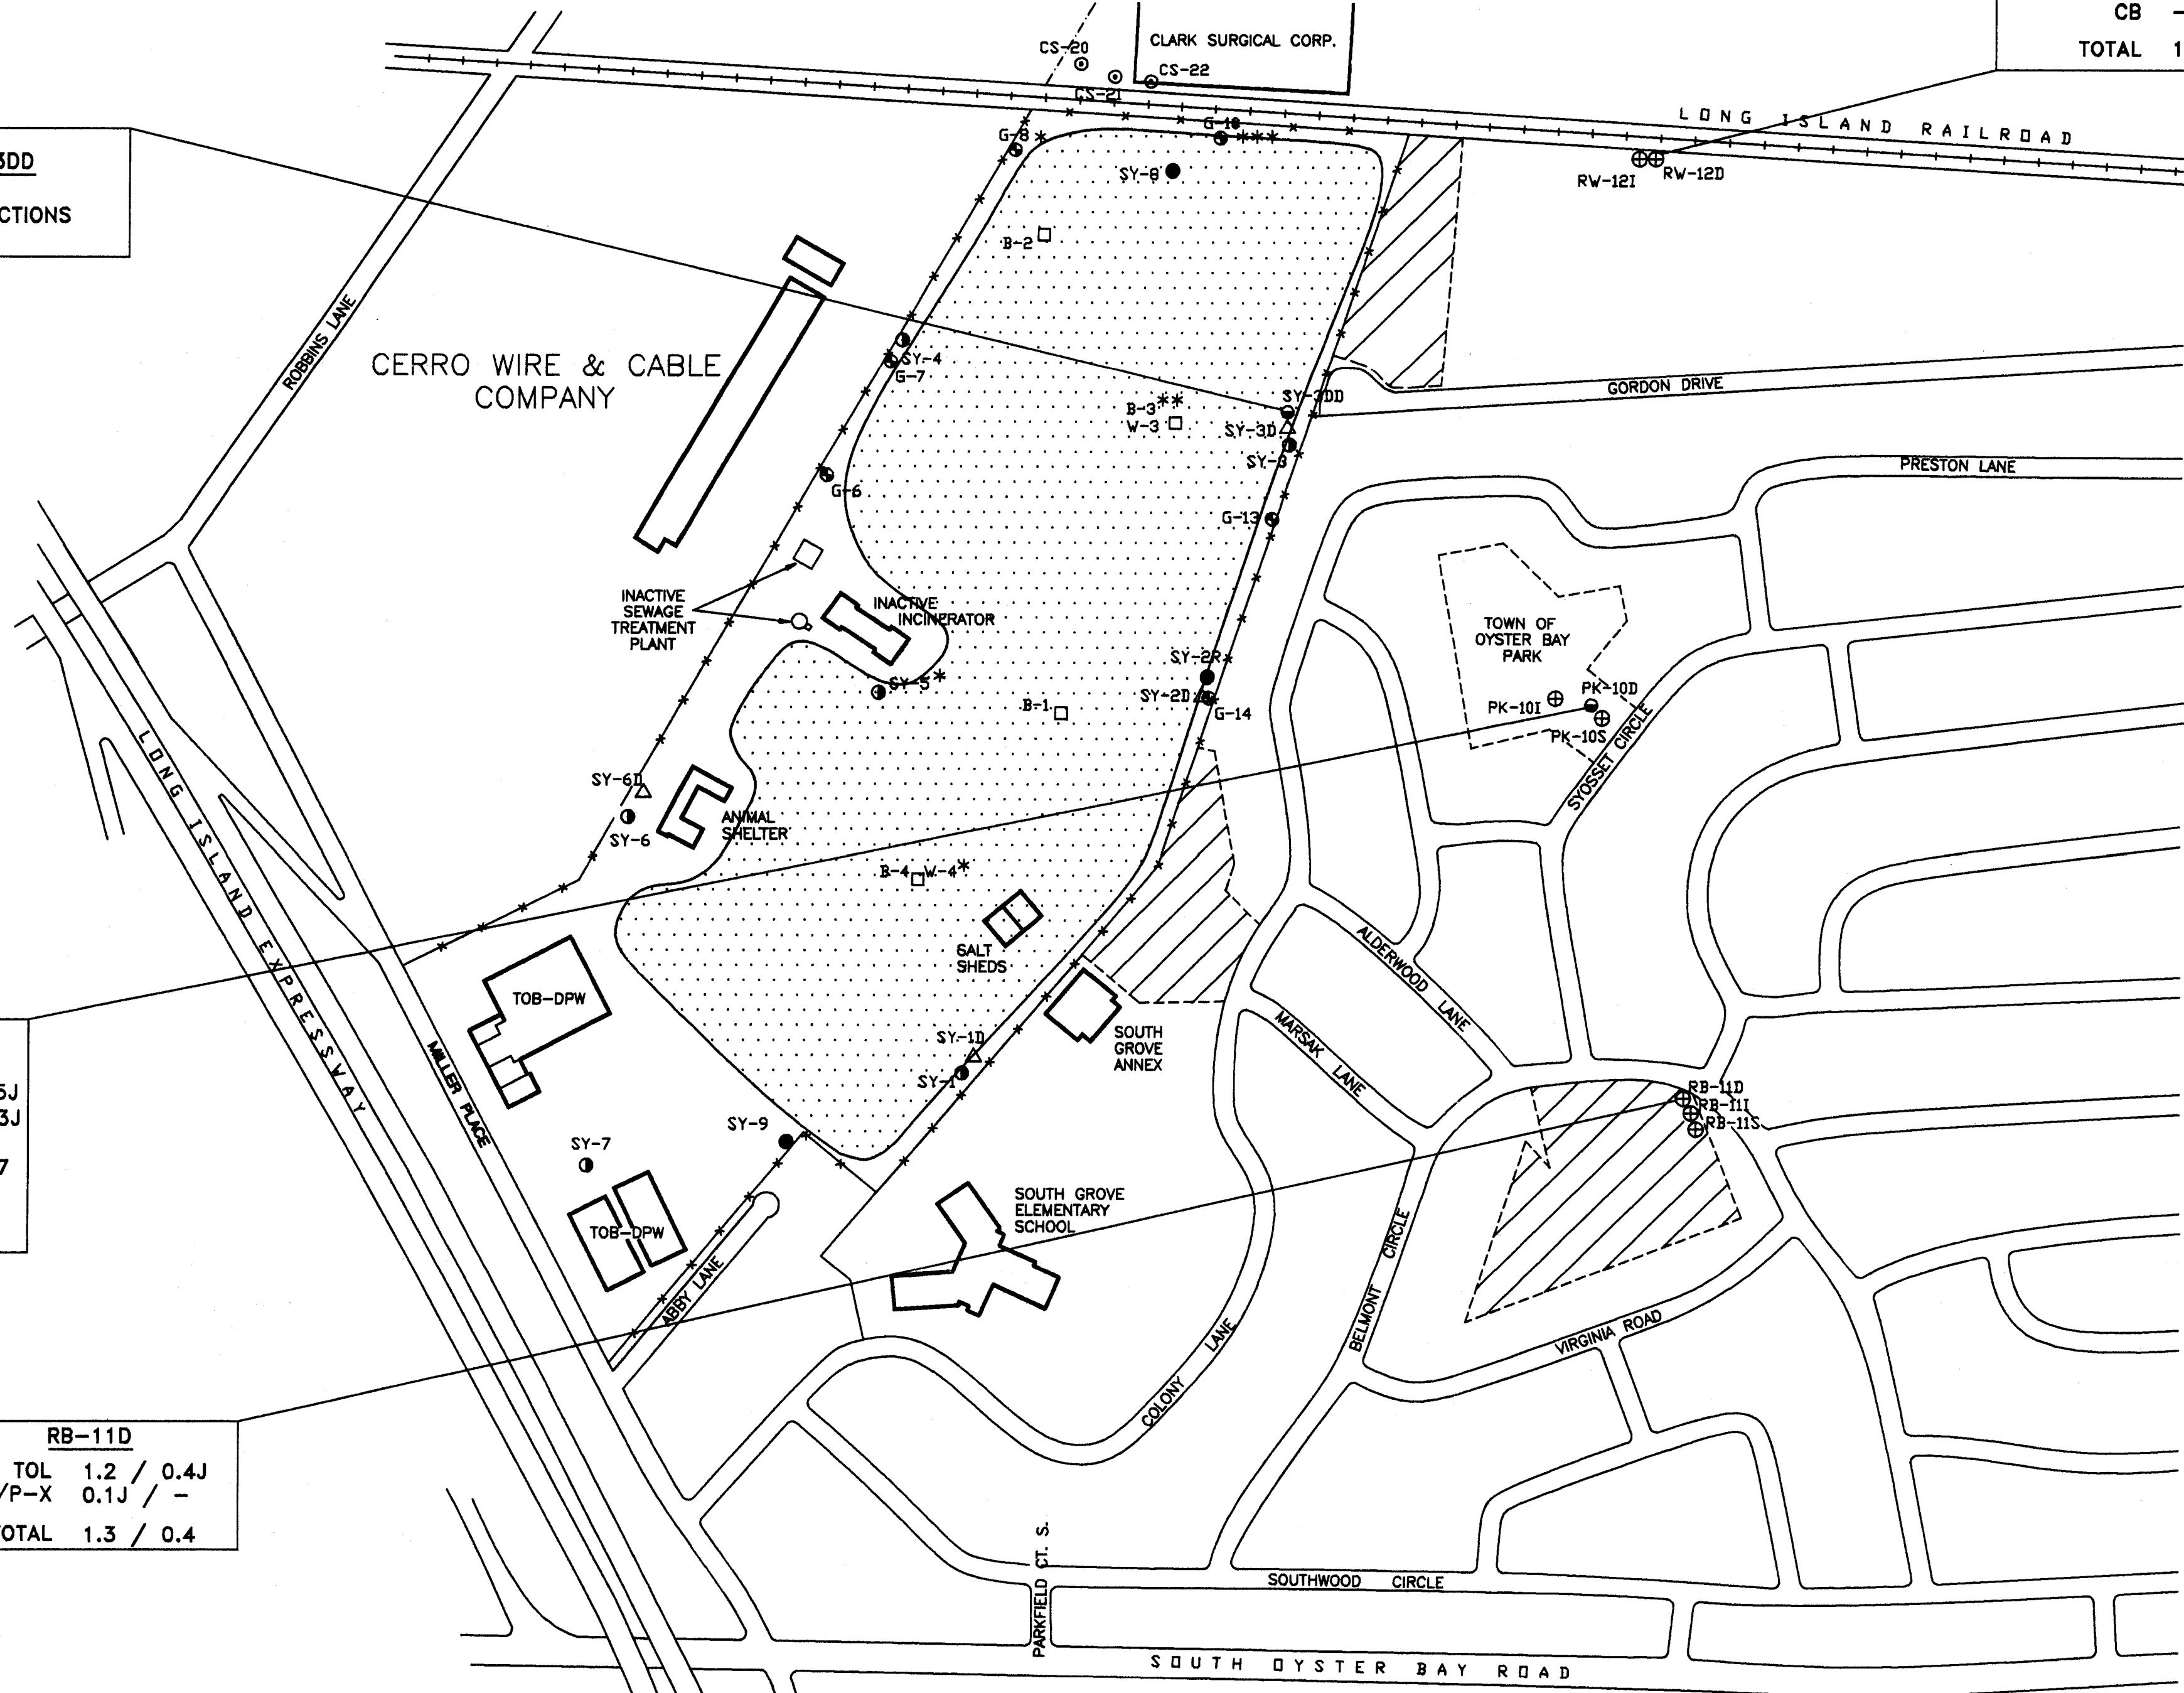 CB -
TOTAL 1
CLARK SURGICAL CORP.
CS-20
CS-21
CS-22
LONG ISLAND RAILROAD
G-8 *
***
SY-8
RW-12I
RW-12D
3DD
CTIONS
B-2
ROBBINS LANE
CERRO WIRE & CABLE
COMPANY
SY-4
G-7
GORDON DRIVE
SY-3DD
B-3 **
W-3
SY-3D
SY-3
PRESTON LANE
G-6
G-13
INACTIVE
SEWAGE
TREATMENT
PLANT
INACTIVE
INCINERATOR
TOWN OF
OYSTER BAY
PARK
SY-2R
SY-5 *
SY-2D
G-14
B-1
PK-10D
PK-10I
PK-10S
SYOSSET CIRCLE
SY-6D
SY-6
ANIMAL
SHELTER
B-4
W-4 *
SALT
SHEDS
ALDERWOOD LANE
LONG ISLAND EXPRESSWAY
TOB-DPW
MARSAK LANE
SOUTH
GROVE
ANNEX
SY-1D
SY-1
MILLER PLACE
5J
3J
7
RB-11D
RB-11I
RB-11S
SY-9
SY-7
SOUTH GROVE
ELEMENTARY
SCHOOL
TOB-DPW
ABBY LANE
BELMONT CIRCLE
VIRGINIA ROAD
COLONY LANE
RB-11D
TOL 1.2 / 0.4J
/P-X 0.1J / -
TOTAL 1.3 / 0.4
PARKFIELD CT. S.
SOUTHWOOD CIRCLE
SOUTH OYSTER BAY ROAD